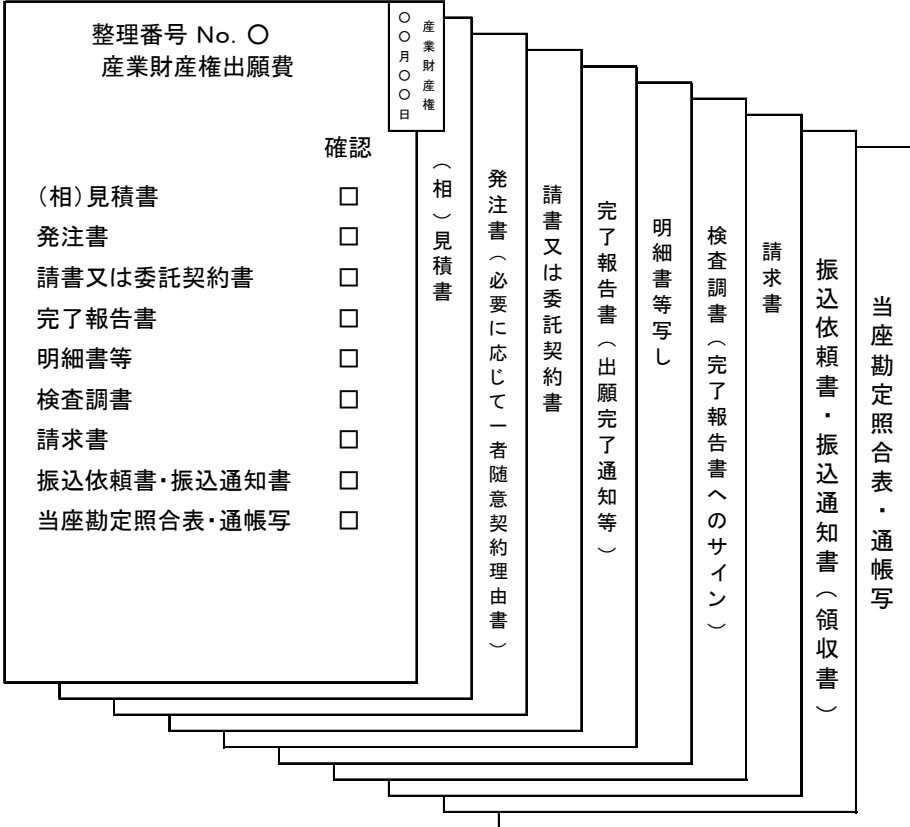 整理番号 No. ○
産業財産権出願費
産業財産権
○○月○○日
確認
(相)見積書 □
発注書 □
請書又は委託契約書 □
完了報告書 □
明細書等 □
検査調書 □
請求書 □
振込依頼書・振込通知書 □
当座勘定照合表・通帳写 □
(相)見積書
発注書(必要に応じて一者随意契約理由書)
請書又は委託契約書
完了報告書(出願完了通知等)
明細書等写し
検査調書(完了報告書へのサイン)
請求書
振込依頼書・振込通知書(領収書)
当座勘定照合表・通帳写